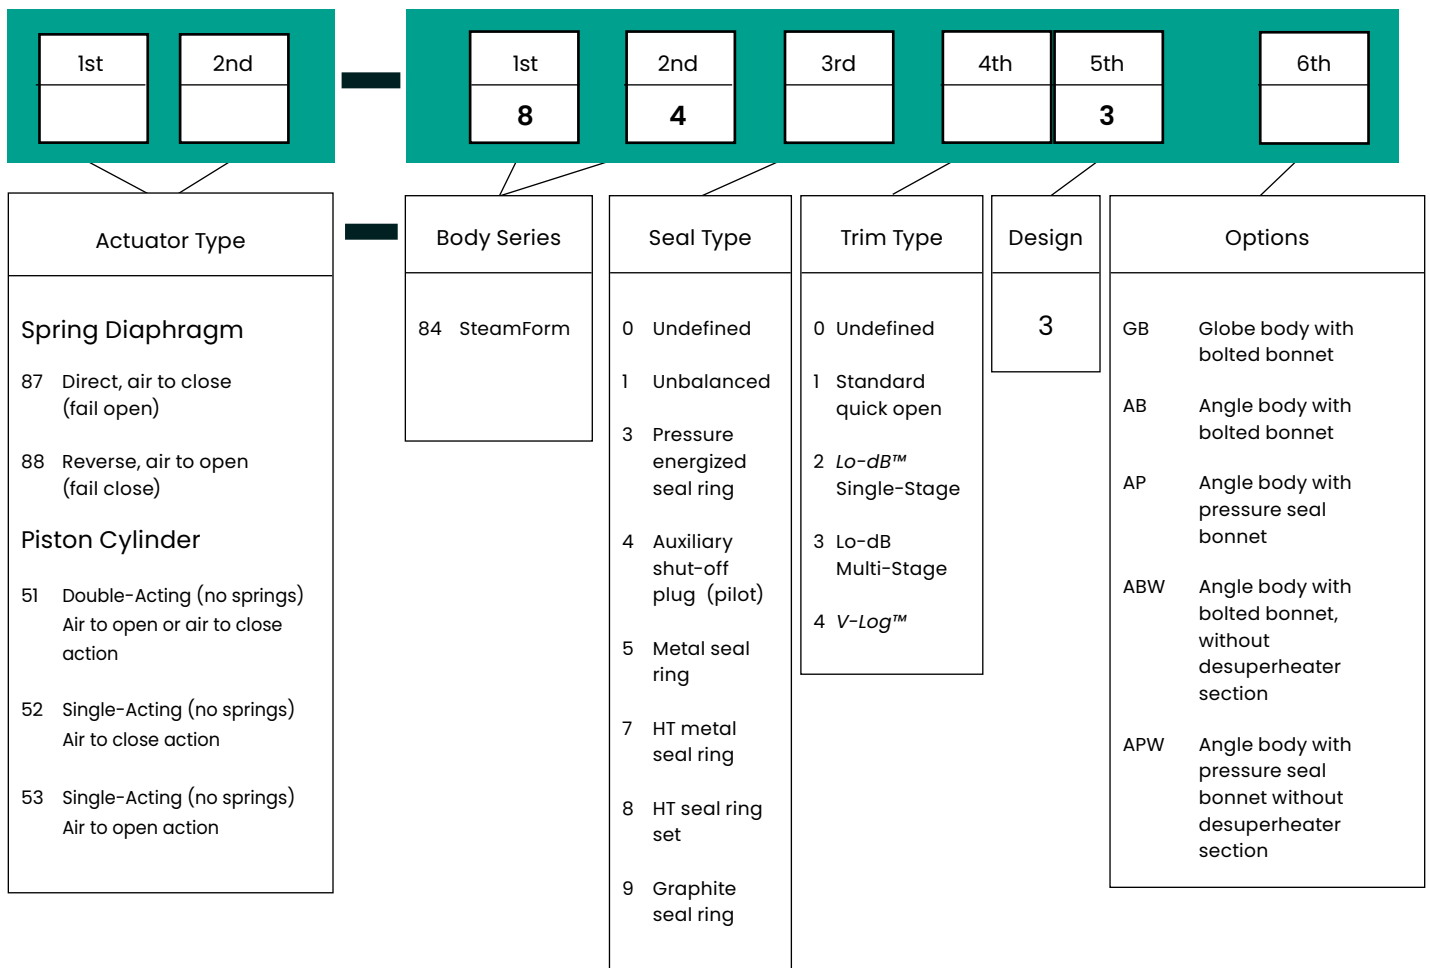 1st
2nd
1st
2nd
3rd
4th
5th
6th
8
4
3
Actuator Type
Spring Diaphragm
87 Direct, air to close
(fail open)
88 Reverse, air to open
(fail close)
Piston Cylinder
51 Double-Acting (no springs)
Air to open or air to close
action
52 Single-Acting (no springs)
Air to close action
53 Single-Acting (no springs)
Air to open action
Body Series
84 SteamForm
Seal Type
0 Undefined
1 Unbalanced
3 Pressure
energized
seal ring
4 Auxiliary
shut-off
plug (pilot)
5 Metal seal
ring
7 HT metal
seal ring
8 HT seal ring
set
9 Graphite
seal ring
Trim Type
0 Undefined
1 Standard
quick open
2 Lo-dB™
Single-Stage
3 Lo-dB
Multi-Stage
4 V-Log™
Design
3
Options
GB Globe body with
bolted bonnet
AB Angle body with
bolted bonnet
AP Angle body with
pressure seal
bonnet
ABW Angle body with
bolted bonnet,
without
desuperheater
section
APW Angle body with
pressure seal
bonnet without
desuperheater
section